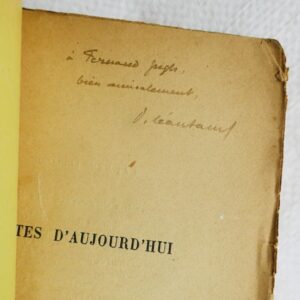 à Fernand Gregh,
bien amicalement,
P. Léautaud
TES D'AUJOURD'HUI